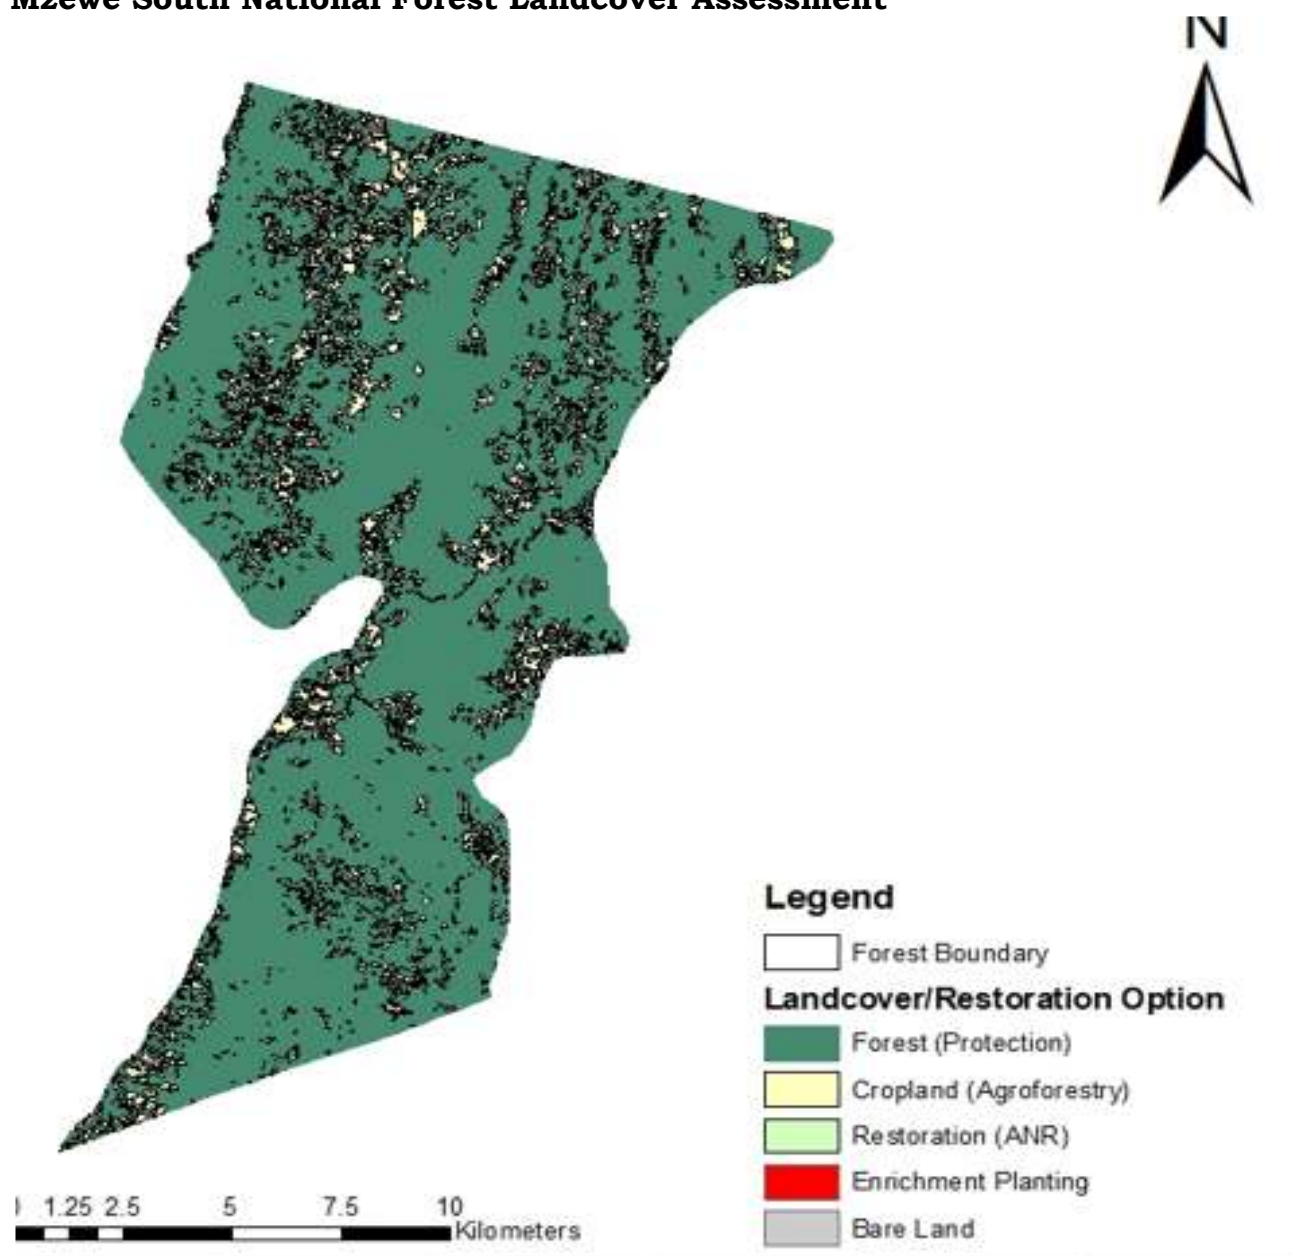 Mzewe South National Forest Landcover Assessment
N
Legend
Forest Boundary
Landcover/Restoration Option
Forest (Protection)
Cropland (Agroforestry)
Restoration (ANR)
Enrichment Planting
Bare Land
1.25 2.5 5 7.5 10
Kilometers